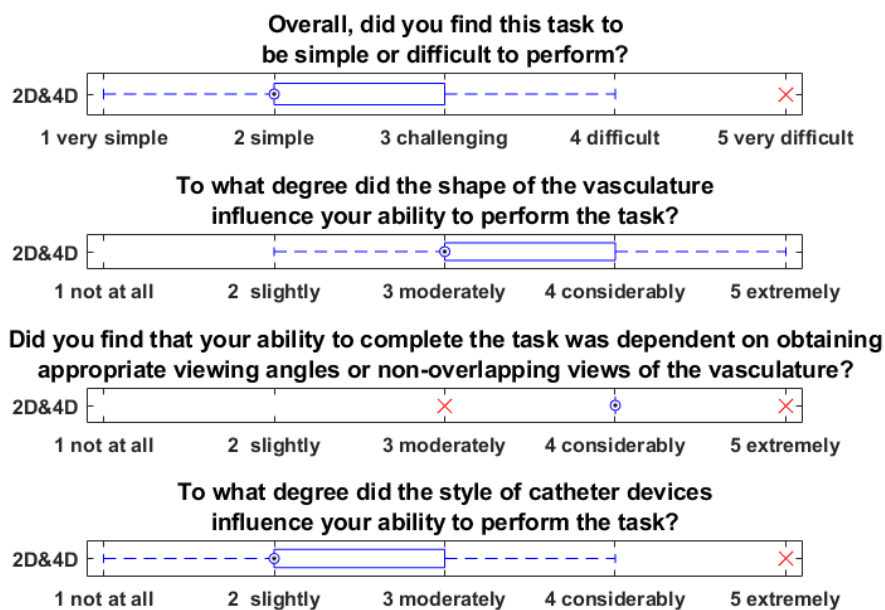 Overall, did you find this task to
be simple or difficult to perform?
2D&4D
1 very simple 2 simple 3 challenging 4 difficult 5 very difficult
To what degree did the shape of the vasculature
influence your ability to perform the task?
2D&4D
1 not at all 2 slightly 3 moderately 4 considerably 5 extremely
Did you find that your ability to complete the task was dependent on obtaining
appropriate viewing angles or non-overlapping views of the vasculature?
2D&4D
1 not at all 2 slightly 3 moderately 4 considerably 5 extremely
To what degree did the style of catheter devices
influence your ability to perform the task?
2D&4D
1 not at all 2 slightly 3 moderately 4 considerably 5 extremely